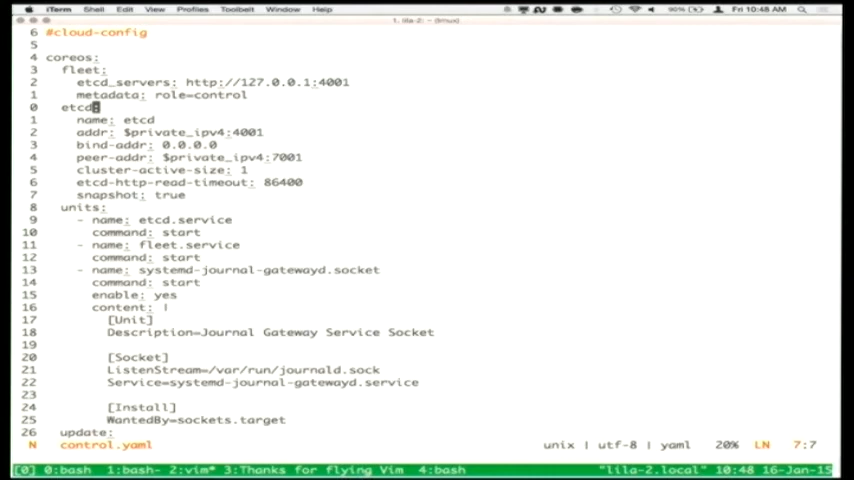 iTerm Shell Edit View Profiles Toolbelt Window Help 90% Fri 10:48 AM
1. lila-2: ~ (tmux)
6 #cloud-config
5
4 coreos:
3 fleet:
2 etcd_servers: http://127.0.0.1:4001
1 metadata: role=control
0 etcd:
1 name: etcd
2 addr: $private_ipv4:4001
3 bind-addr: 0.0.0.0
4 peer-addr: $private_ipv4:7001
5 cluster-active-size: 1
6 etcd-http-read-timeout: 86400
7 snapshot: true
8 units:
9 - name: etcd.service
10 command: start
11 - name: fleet.service
12 command: start
13 - name: systemd-journal-gatewayd.socket
14 command: start
15 enable: yes
16 content: |
17 [Unit]
18 Description=Journal Gateway Service Socket
19
20 [Socket]
21 ListenStream=/var/run/journald.sock
22 Service=systemd-journal-gatewayd.service
23
24 [Install]
25 WantedBy=sockets.target
26 update:
N control.yaml unix | utf-8 | yaml 20% LN 7:7
[0] 0:bash 1:bash- 2:vim* 3:Thanks for flying Vim 4:bash "lila-2.local" 10:48 16-Jan-15